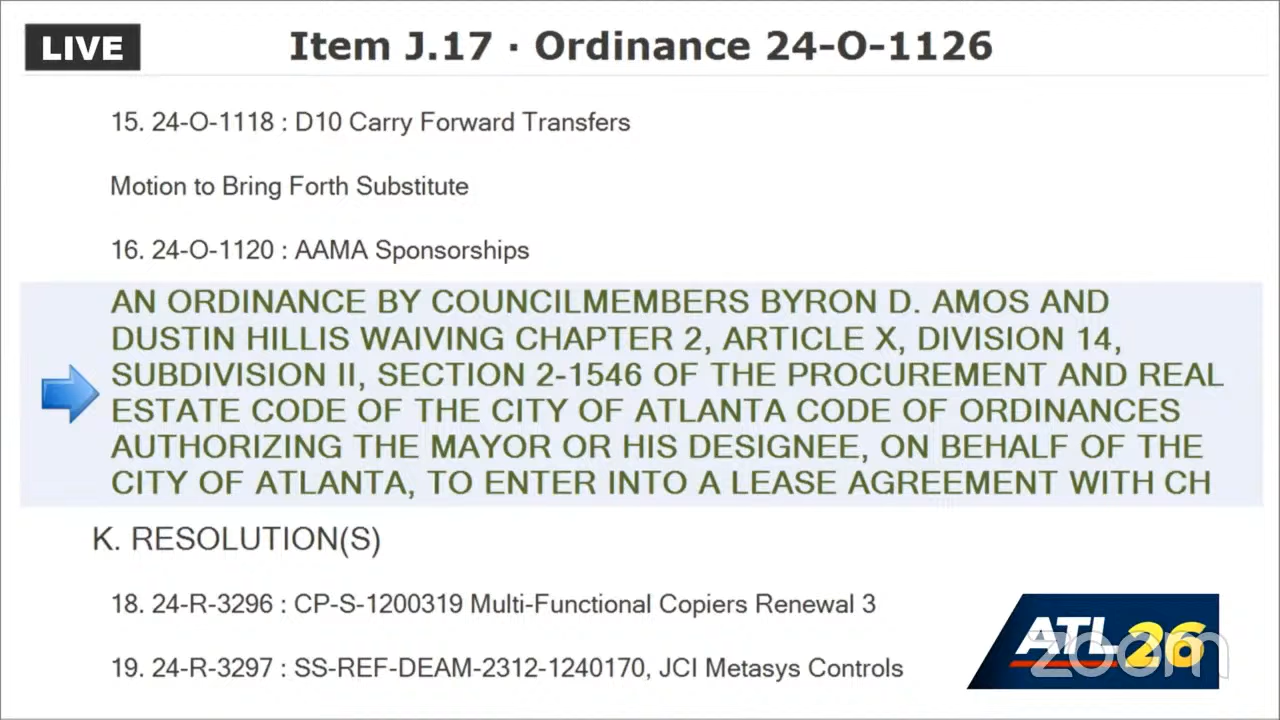 LIVE
Item J.17 · Ordinance 24-O-1126
15. 24-O-1118 : D10 Carry Forward Transfers
Motion to Bring Forth Substitute
16. 24-O-1120 : AAMA Sponsorships
AN ORDINANCE BY COUNCILMEMBERS BYRON D. AMOS AND
DUSTIN HILLIS WAIVING CHAPTER 2, ARTICLE X, DIVISION 14,
SUBDIVISION II, SECTION 2-1546 OF THE PROCUREMENT AND REAL
ESTATE CODE OF THE CITY OF ATLANTA CODE OF ORDINANCES
AUTHORIZING THE MAYOR OR HIS DESIGNEE, ON BEHALF OF THE
CITY OF ATLANTA, TO ENTER INTO A LEASE AGREEMENT WITH CH
K. RESOLUTION(S)
18. 24-R-3296 : CP-S-1200319 Multi-Functional Copiers Renewal 3
19. 24-R-3297 : SS-REF-DEAM-2312-1240170, JCI Metasys Controls
ATL 26
zoom